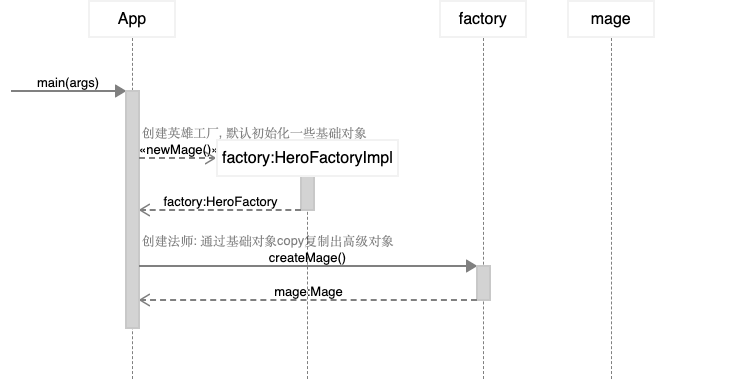 App
factory
mage
main(args)
创建英雄工厂, 默认初始化一些基础对象
«newMage()»
factory:HeroFactoryImpl
factory:HeroFactory
创建法师: 通过基础对象copy复制出高级对象
createMage()
mage:Mage